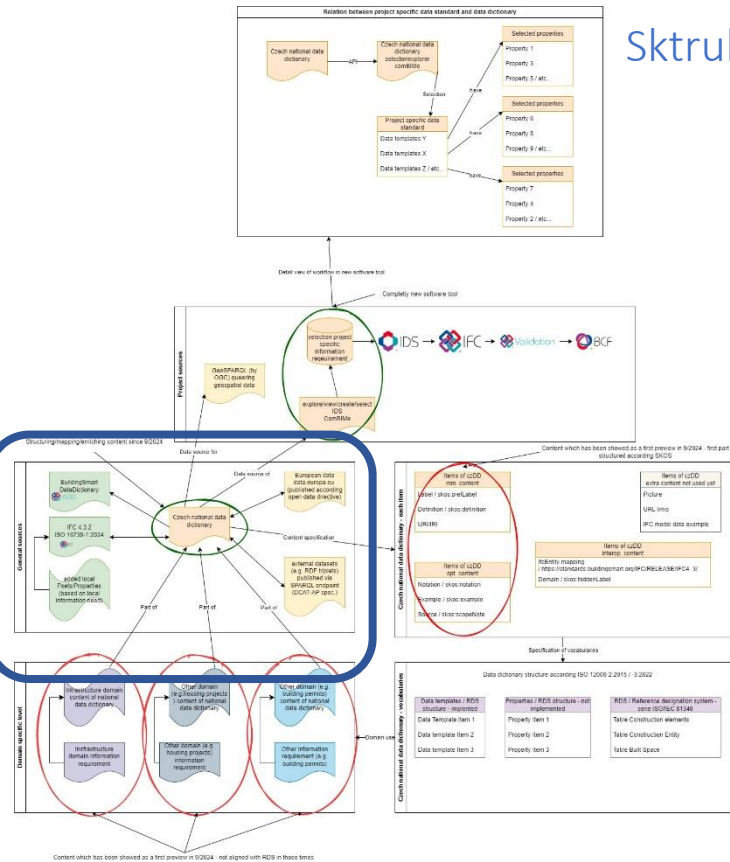 Relation between project specific data standard and data dictionary
Sktrul
Czech national data
dictionary
API
Czech national data
dictionary
selector/explorer
comBIMe
Selection
Project specific data
standard
Data templates Y
Data templates X
Data templates Z / etc..
have
have
have
Selected properties
Property 1
Property 3
Property 5 / etc..
Selected properties
Property 6
Property 8
Property 9 / etc..
Selected properties
Property 7
Property 4
Property 2 / etc..
Detail view of workflow in new software tool
Completly new software tool
Project sources
selection project
specific
information
GeoSPARQL (by
OGC) quering
geospatial data
explore/view/create/select
IDS
ComBIMe
IDS
IFC
Validation
BCF
Structuring/mapping/enriching content since 9/2024
Data source for
Data source of
General sources
BuildingSmart
DataDictionary
IFC 4.3.2
ISO 16739-1:2024
added local
Psets/Properties
(based on local
information needs)
Czech national data
dictionary
European data
data.europa.eu
(published according
open data directive)
Content specification
external datasets
(e.g. RDF triplets)
published via
SPARQL endpoint
(DCAT-AP spec.)
Part of
Part of
Part of
Content which has been showed as a first preview in 9/2024 - first part
structured according SKOS
Czech national data dictionary - each item
Items of czDD
min. content
Label / skos:prefLabel
Definition / skos:definition
URI/IRI
Items of czDD
opt. content
Notation / skos:notation
Example / skos:example
Source / skos:scopeNote
Items of czDD
extra content not used yet
Picture
URL links
IFC model data example
Items of czDD
interop. content
IfcEntity mapping
/ https://standards.buildingsmart.org/IFC/RELEASE/IFC4_3/
Domain / skos:hiddenLabel
Specification of vocabularies
Domain specific level
Infrastructure domain
content of national
data dictionary
Infrastructure
domain information
requirement
Other domain
(e.g.housing projects
) content of national
data dictionary
Other domain (e.g.
housing projects)
information
requirement
Other domain (e.g.
building permits)
content of national
data dictionary
Other information
requirement (e.g.
building permits)
Domain use
Czech national data dictionary - vocabularies
Data dictionary structure according ISO 12006-2:2015 / -3:2022
Data templates / RDS
structure - implented
Data Template Item 1
Data Template Item 2
Data Template Item 3
Properties / RDS structure - not
implemented
Property Item 1
Property Item 2
Property Item 3
RDS / Reference designation system -
serie ISO/IEC 81346
Table Construction elements
Table Construction Entity
Table Built Space
Content which has been showed as a first preview in 9/2024 - not aligned with RDS in those times